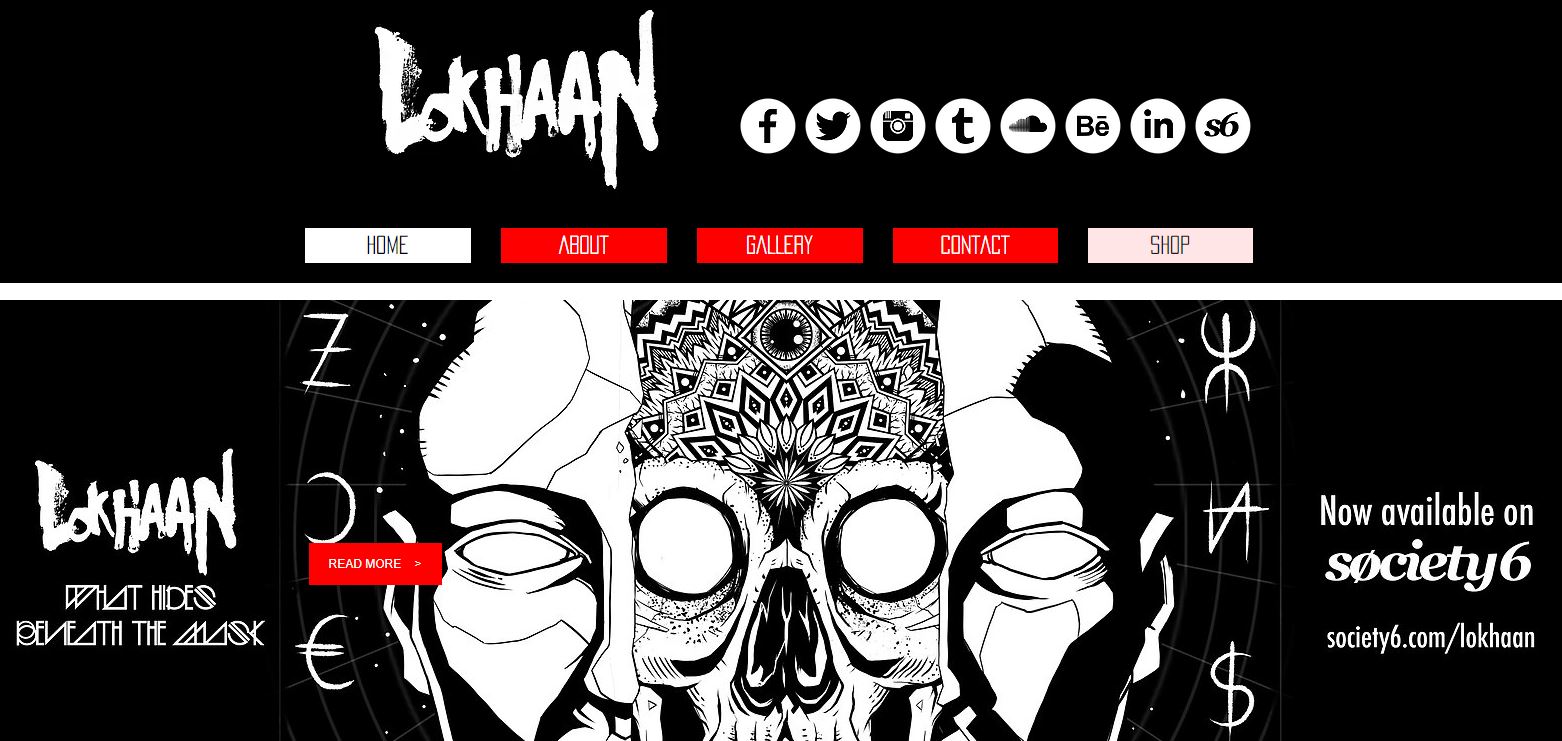 LOKHAAN
f t Bē in s6
HOME ABOUT GALLERY CONTACT SHOP
LOKHAAN
WHAT HIDES
BENEATH THE MASK
READ MORE >
Now available on
søciety6
society6.com/lokhaan